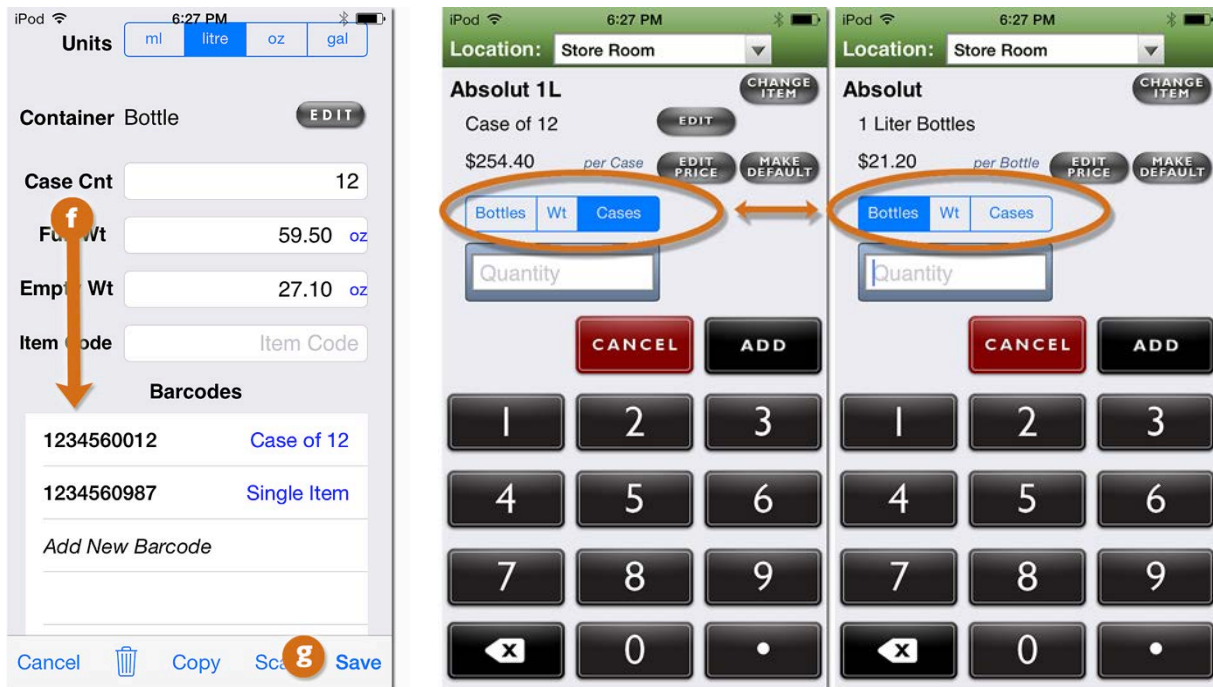 iPod 6:27 PM
Units ml litre oz gal
Container Bottle EDIT
Case Cnt 12
f
59.50 oz
Wt 27.10 oz
Item Code
Barcodes
1234560012 Case of 12
1234560987 Single Item
Add New Barcode
Cancel Copy g Save
iPod 6:27 PM
Location: Store Room
Absolut 1L CHANGE ITEM
Case of 12 EDIT
$254.40 per Case EDIT PRICE MAKE DEFAULT
Bottles Wt Cases
Quantity
CANCEL ADD
1 2 3
4 5 6
7 8 9
X 0 •
iPod 6:27 PM
Location: Store Room
Absolut CHANGE ITEM
1 Liter Bottles
$21.20 per Bottle EDIT PRICE MAKE DEFAULT
Bottles Wt Cases
Quantity
CANCEL ADD
1 2 3
4 5 6
7 8 9
X 0 •